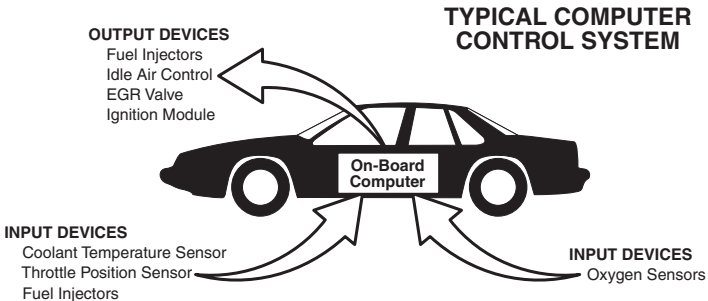 TYPICAL COMPUTER
CONTROL SYSTEM
OUTPUT DEVICES
Fuel Injectors
Idle Air Control
EGR Valve
Ignition Module
On-Board
Computer
INPUT DEVICES
Coolant Temperature Sensor
Throttle Position Sensor
Fuel Injectors
INPUT DEVICES
Oxygen Sensors